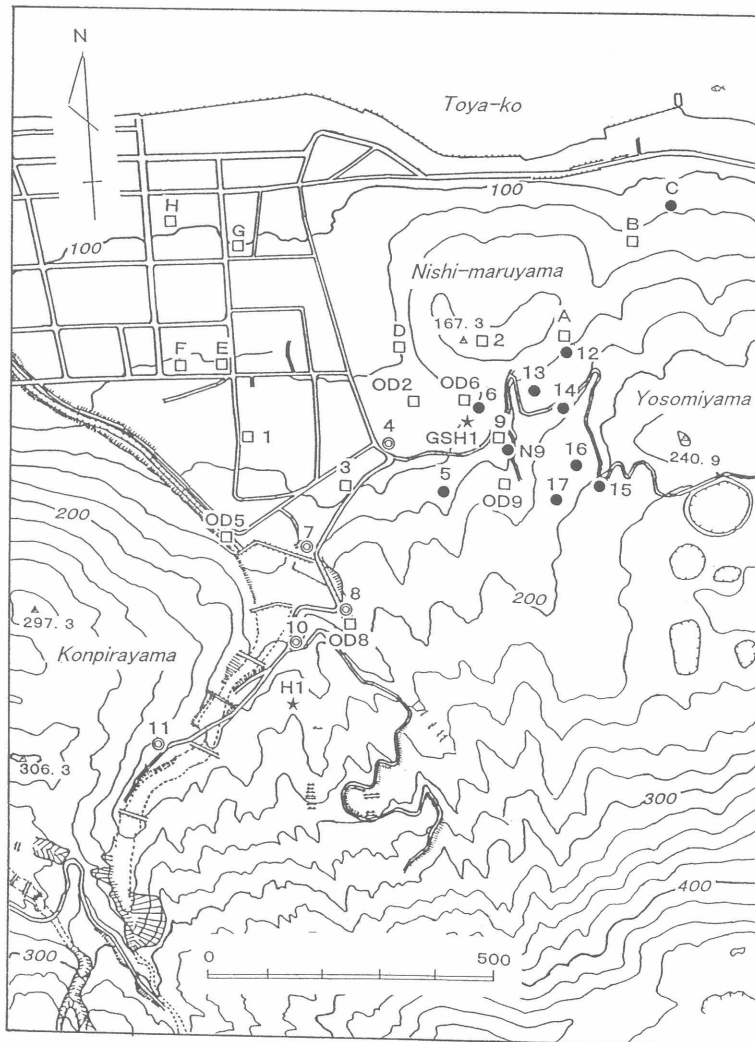 N
Toya-ko
100
C
H
B
G
100
Nishi-maruyama
A
D
167.3
2
12
F
E
13
OD2
OD6
6
14
Yosomiyama
GSH1
9
4
1
240.9
N9
16
3
5
15
OD9
17
OD5
200
7
200
8
297.3
10
OD8
Konpirayama
H1
11
306.3
300
400
300
0
500